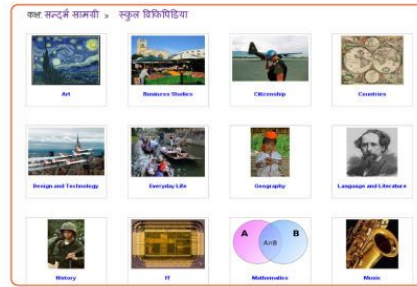 कक्षा: सन्दर्भ सामग्री » स्कुल विकिपिडिया
Art
Business Studies
Citizenship
Countries
Design and Technology
Everyday Life
Geography
Language and Literature
A
B
A∩B
History
IT
Mathematics
Music